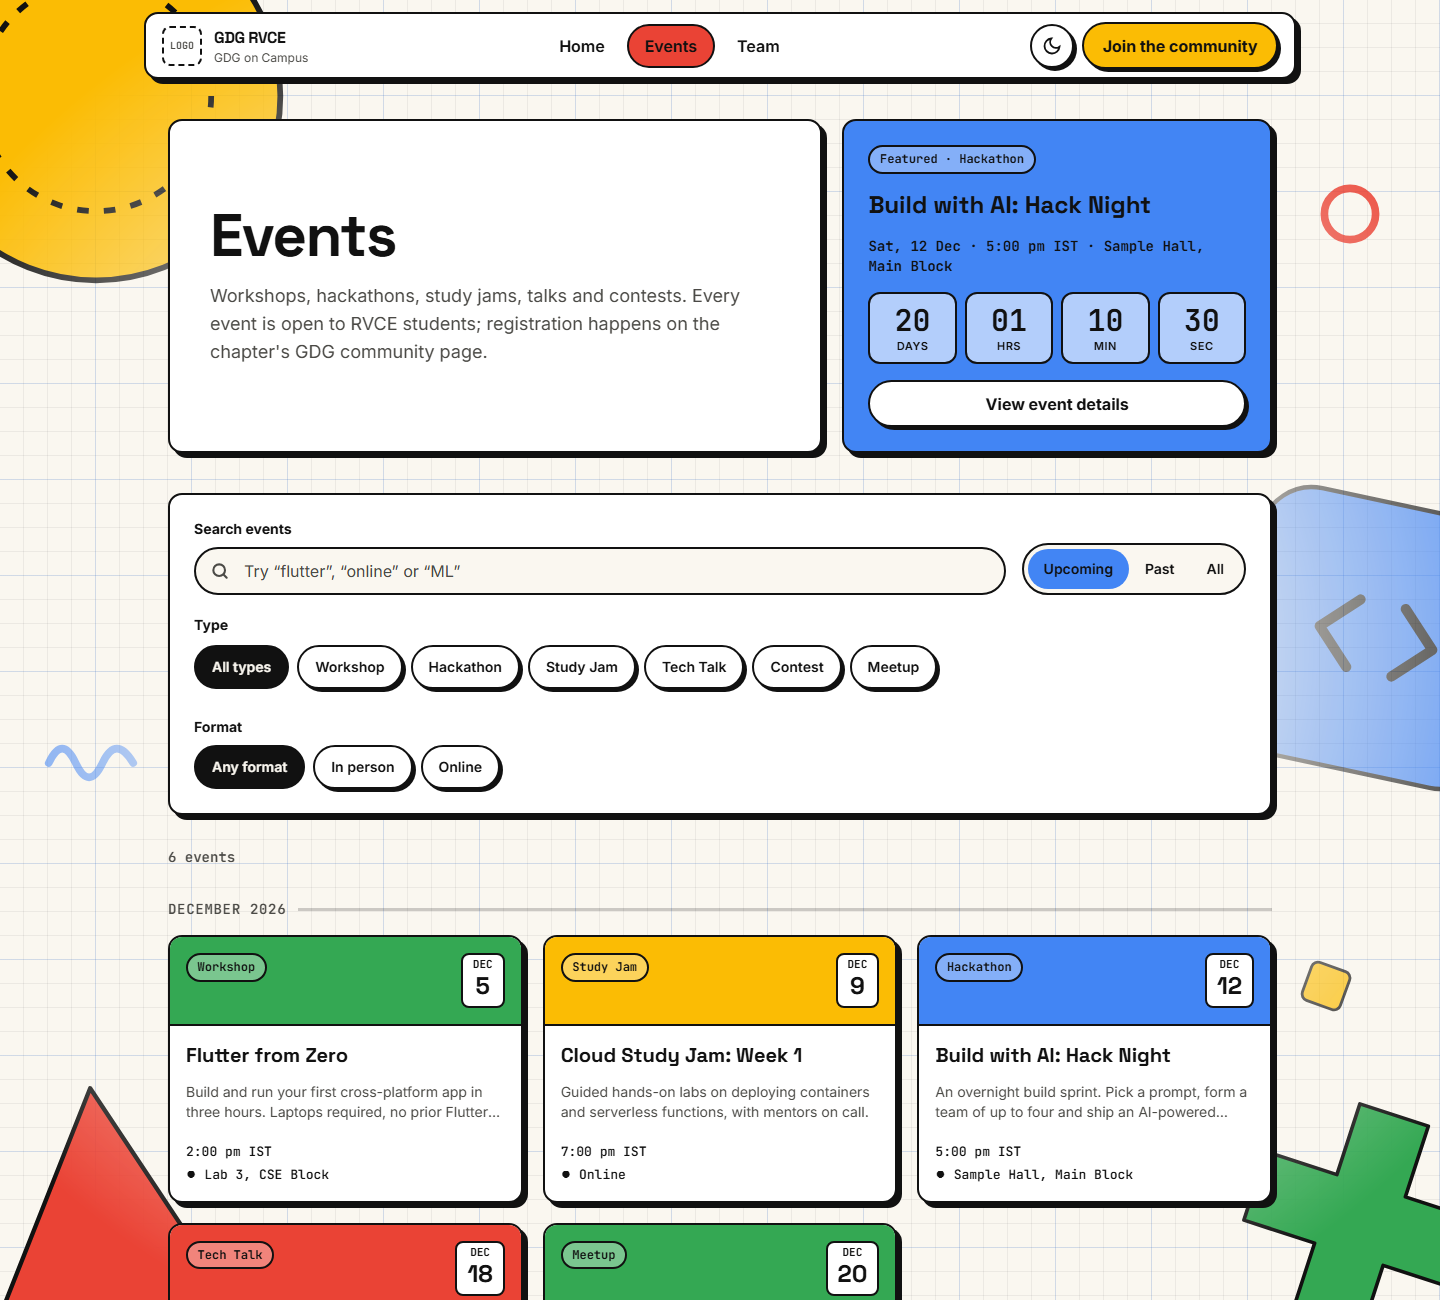 LOGO
GDG RVCE
GDG on Campus
Home
Events
Team
Join the community
Events
Workshops, hackathons, study jams, talks and contests. Every
event is open to RVCE students; registration happens on the
chapter's GDG community page.
Featured · Hackathon
Build with AI: Hack Night
Sat, 12 Dec · 5:00 pm IST · Sample Hall,
Main Block
20
DAYS
01
HRS
10
MIN
30
SEC
View event details
Search events
Try “flutter”, “online” or “ML”
Upcoming
Past
All
Type
All types
Workshop
Hackathon
Study Jam
Tech Talk
Contest
Meetup
Format
Any format
In person
Online
6 events
DECEMBER 2026
Workshop
DEC
5
Flutter from Zero
Build and run your first cross-platform app in
three hours. Laptops required, no prior Flutter...
2:00 pm IST
Lab 3, CSE Block
Study Jam
DEC
9
Cloud Study Jam: Week 1
Guided hands-on labs on deploying containers
and serverless functions, with mentors on call.
7:00 pm IST
Online
Hackathon
DEC
12
Build with AI: Hack Night
An overnight build sprint. Pick a prompt, form a
team of up to four and ship an AI-powered...
5:00 pm IST
Sample Hall, Main Block
Tech Talk
DEC
18
Meetup
DEC
20